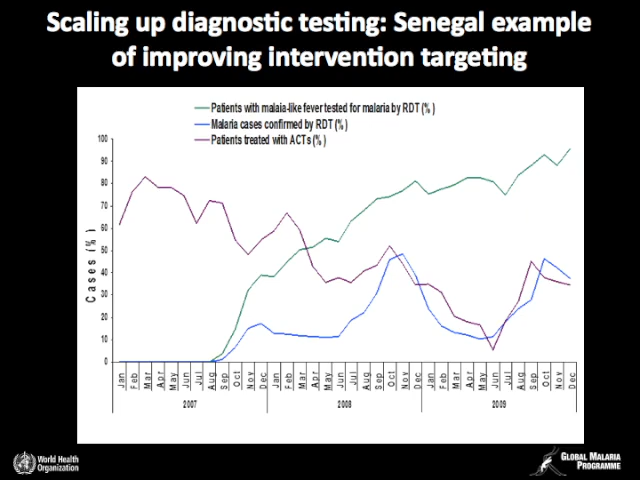 Scaling up diagnostic testing: Senegal example
of improving intervention targeting
Patients with malaia-like fever tested for malaria by RDT (%)
Malaria cases confirmed by RDT (%)
Patients treated with ACTs (%)
Cases (%)
100
90
80
70
60
50
40
30
20
10
0
Jan Feb Mar Apr May Jun Jul Aug Sep Oct Nov Dec Jan Feb Mar Apr May Jun Jul Aug Sep Oct Nov Dec Jan Feb Mar Apr May Jun Jul Aug Sep Oct Nov Dec
2007 2008 2009
World Health
Organization
GLOBAL MALARIA
PROGRAMME